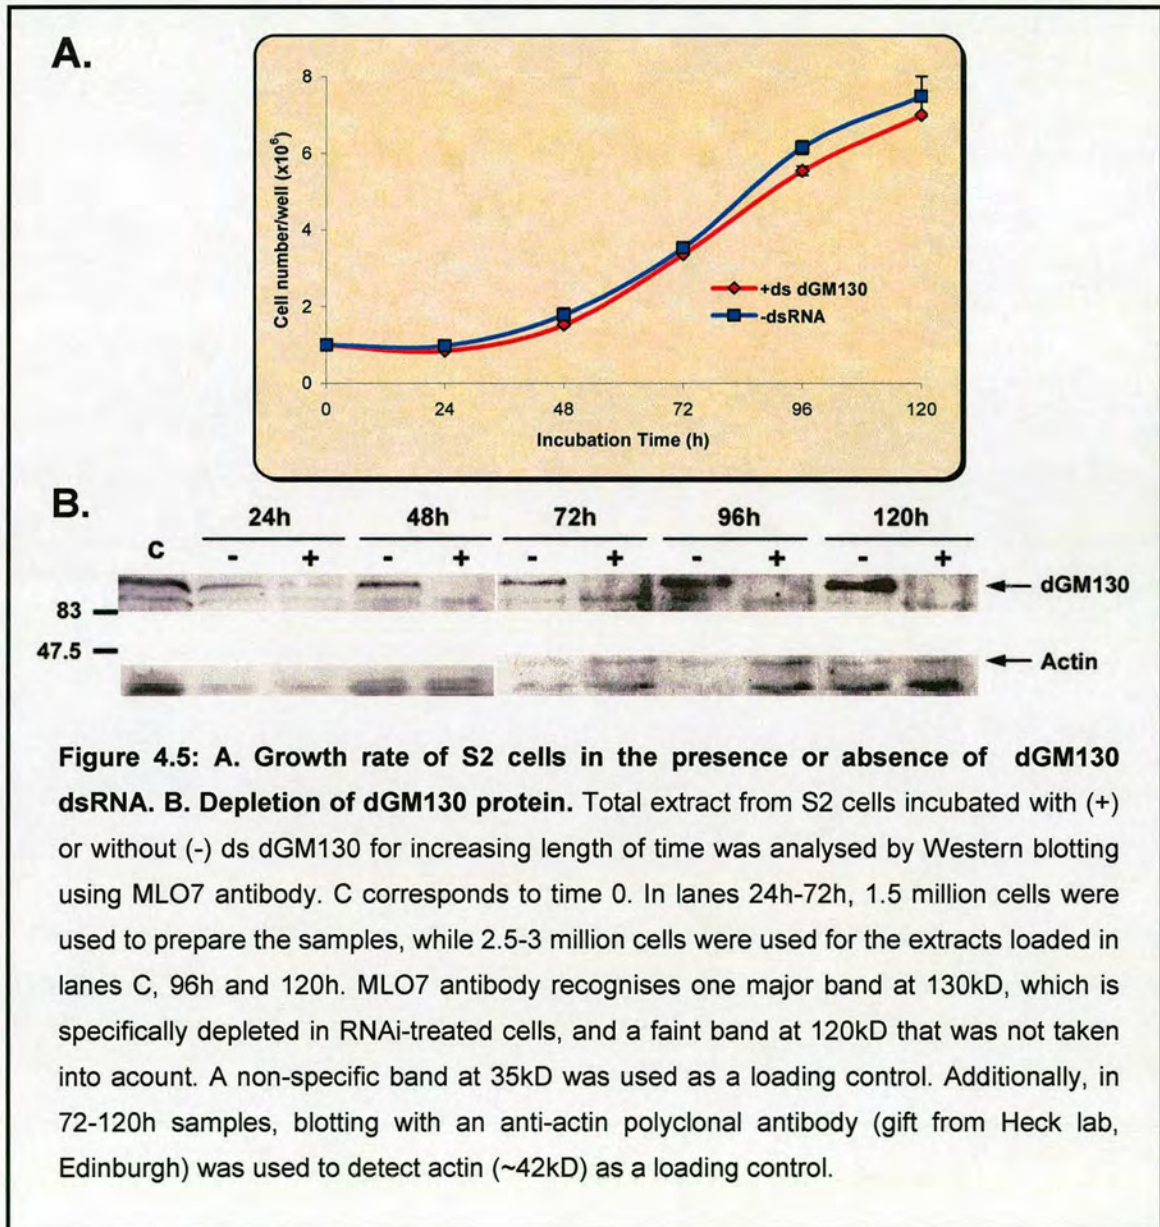 A.
8
6
4
2
0
Cell number/well (x10⁶)
+ds dGM130
-dsRNA
0 24 48 72 96 120
Incubation Time (h)
B.
24h 48h 72h 96h 120h
C - + - + - + - + - +
dGM130
83
47.5
Actin
Figure 4.5: A. Growth rate of S2 cells in the presence or absence of dGM130
dsRNA. B. Depletion of dGM130 protein. Total extract from S2 cells incubated with (+)
or without (-) ds dGM130 for increasing length of time was analysed by Western blotting
using MLO7 antibody. C corresponds to time 0. In lanes 24h-72h, 1.5 million cells were
used to prepare the samples, while 2.5-3 million cells were used for the extracts loaded in
lanes C, 96h and 120h. MLO7 antibody recognises one major band at 130kD, which is
specifically depleted in RNAi-treated cells, and a faint band at 120kD that was not taken
into acount. A non-specific band at 35kD was used as a loading control. Additionally, in
72-120h samples, blotting with an anti-actin polyclonal antibody (gift from Heck lab,
Edinburgh) was used to detect actin (~42kD) as a loading control.